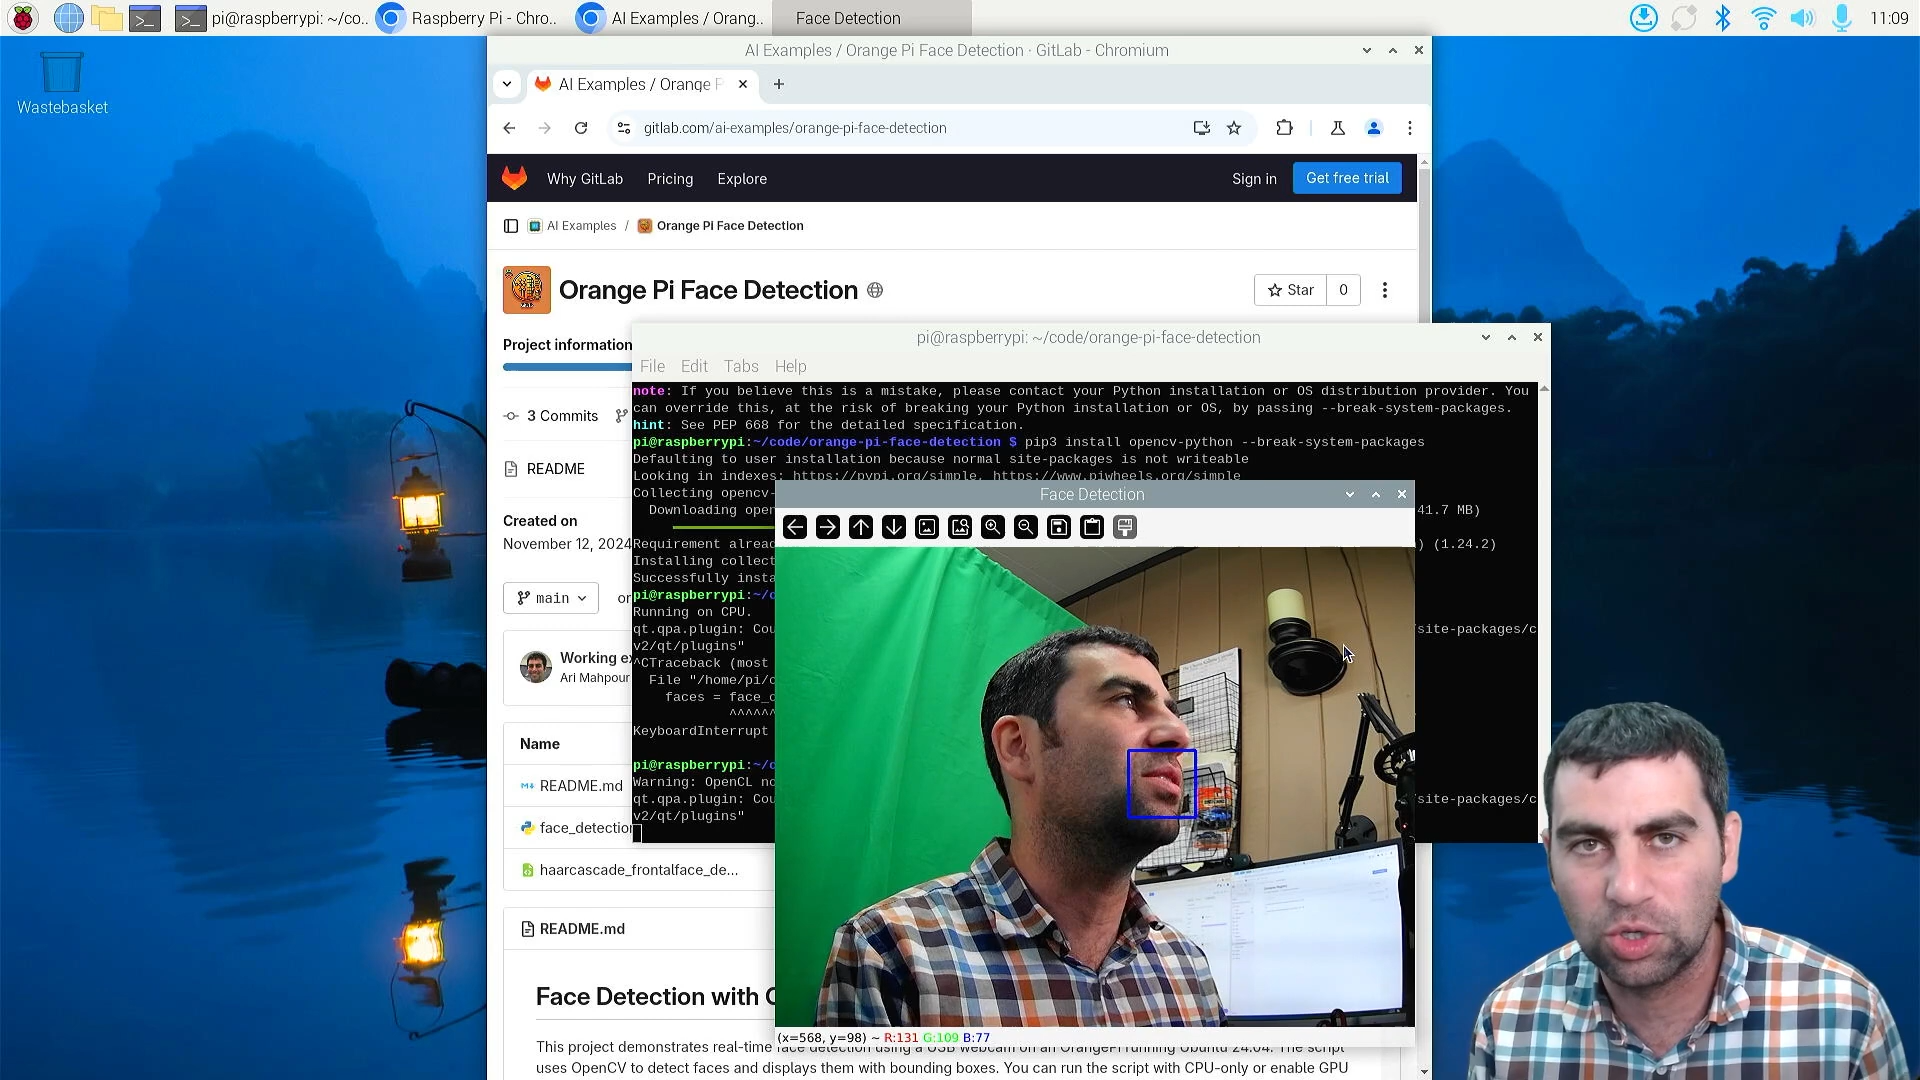 pi@raspberrypi: ~/co..
Raspberry Pi - Chro..
AI Examples / Orang..
Face Detection
11:09
Wastebasket
AI Examples / Orange Pi Face Detection · GitLab - Chromium
AI Examples / Orange P
gitlab.com/ai-examples/orange-pi-face-detection
Why GitLab
Pricing
Explore
Sign in
Get free trial
AI Examples / Orange Pi Face Detection
Orange Pi Face Detection
Star 0
Project information
3 Commits
README
Created on
November 12, 2024
main
or
Working ex
Ari Mahpour
Name
README.md
face_detection
haarcascade_frontalface_de...
README.md
Face Detection with
This project demonstrates real-time face detection using a USB webcam on an OrangePi running Ubuntu 24.04. The script
uses OpenCV to detect faces and displays them with bounding boxes. You can run the script with CPU-only or enable GPU
pi@raspberrypi: ~/code/orange-pi-face-detection
File Edit Tabs Help
note: If you believe this is a mistake, please contact your Python installation or OS distribution provider. You
can override this, at the risk of breaking your Python installation or OS, by passing --break-system-packages.
hint: See PEP 668 for the detailed specification.
pi@raspberrypi:~/code/orange-pi-face-detection $ pip3 install opencv-python --break-system-packages
Defaulting to user installation because normal site-packages is not writeable
Looking in indexes: https://pypi.org/simple, https://www.piwheels.org/simple
Collecting opencv-
Downloading open 41.7 MB)
Requirement alread ) (1.24.2)
Installing collect
Successfully insta
pi@raspberrypi:~/c
Running on CPU.
qt.qpa.plugin: Cou /site-packages/c
v2/qt/plugins"
^CTraceback (most
File "/home/pi/c
faces = face_d
^^^^^^
KeyboardInterrupt
pi@raspberrypi:~/c
Warning: OpenCL no
qt.qpa.plugin: Cou /site-packages/c
v2/qt/plugins"
Face Detection
(x=568, y=98) ~ R:131 G:109 B:77